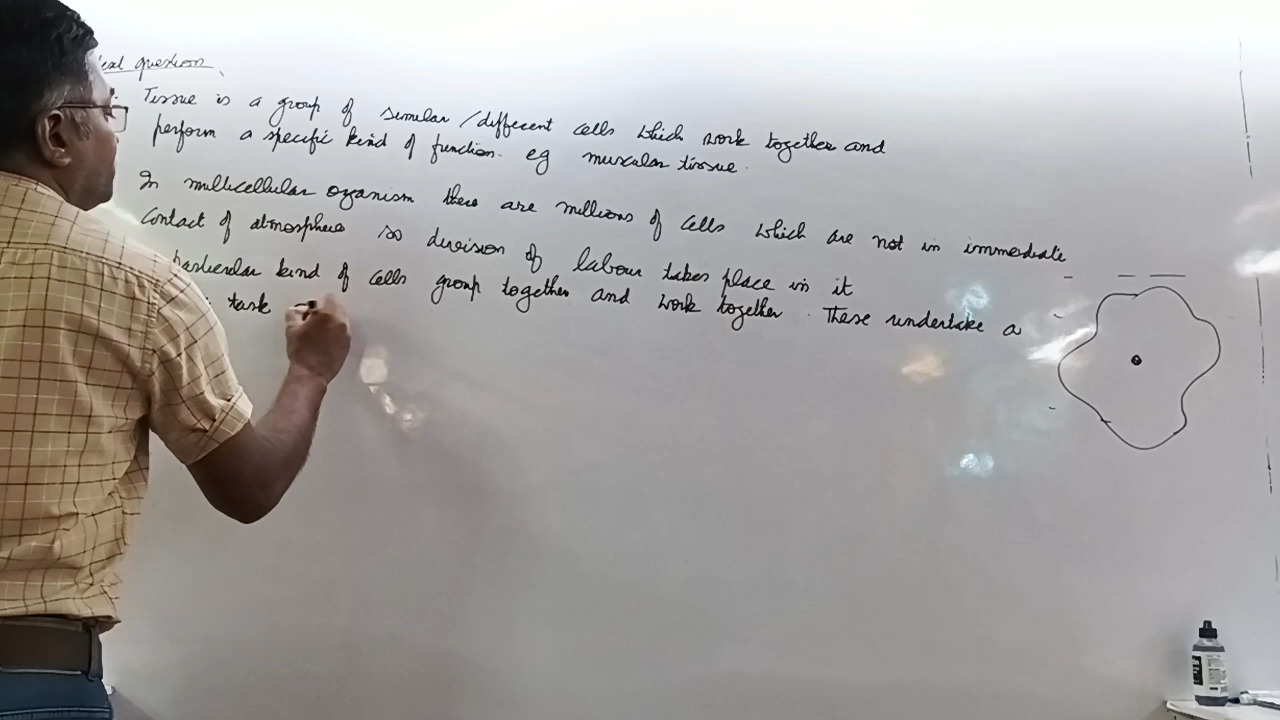 question
Tissue is a group of similar / different cells which work together and
perform a specific kind of function. eg muscular tissue.
In multicellular organism there are millions of cells which are not in immediate
Contact of atmosphere so division of labour takes place in it
particular kind of cells group together and work together. These undertake a
task